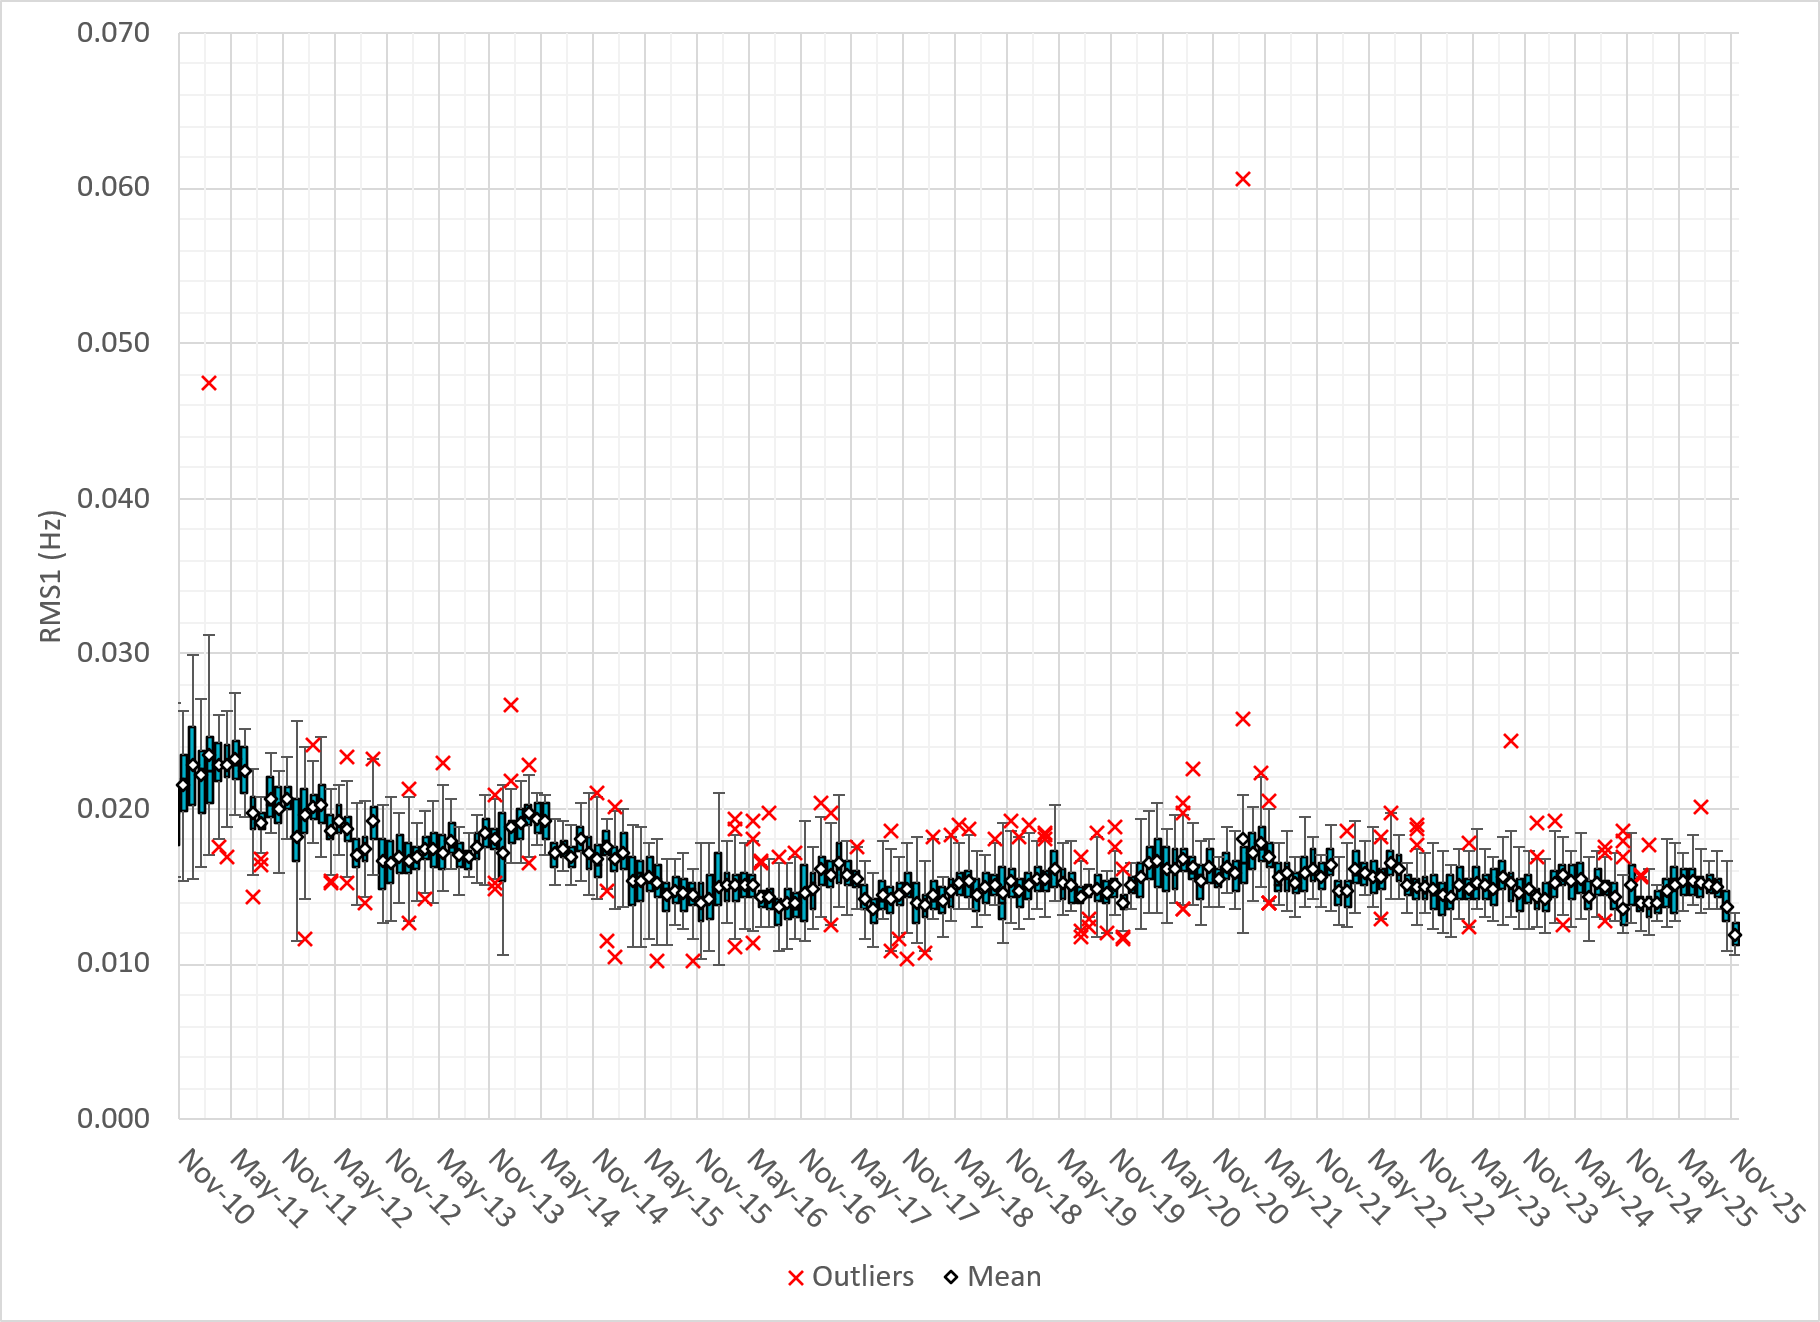 0.070
0.060
0.050
0.040
0.030
0.020
0.010
0.000
RMS1 (Hz)
Nov-10
May-11
Nov-11
May-12
Nov-12
May-13
Nov-13
May-14
Nov-14
May-15
Nov-15
May-16
Nov-16
May-17
Nov-17
May-18
Nov-18
May-19
Nov-19
May-20
Nov-20
May-21
Nov-21
May-22
Nov-22
May-23
Nov-23
May-24
Nov-24
May-25
Nov-25
Outliers Mean